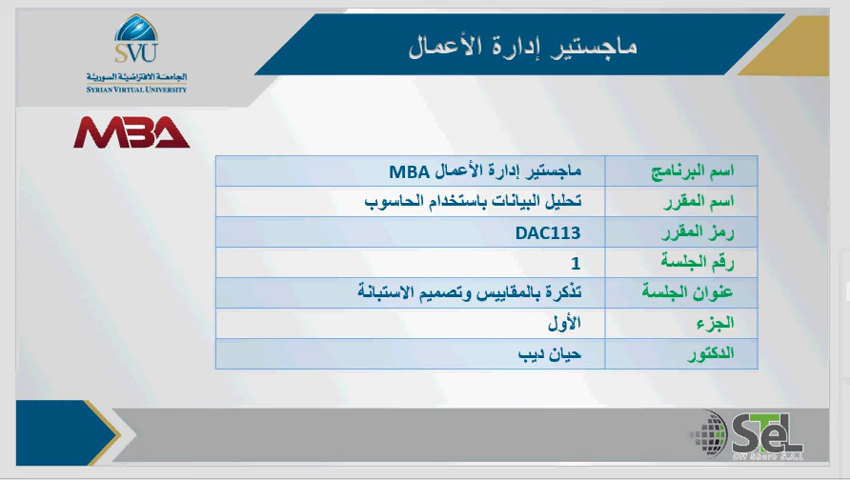 ماجستير إدارة الأعمال
SVU
الجامعة الافتراضية السورية
SYRIAN VIRTUAL UNIVERSITY
MBA
اسم البرنامج ماجستير إدارة الأعمال MBA
اسم المقرر تحليل البيانات باستخدام الحاسوب
رمز المقرر DAC113
رقم الجلسة 1
عنوان الجلسة تذكرة بالمقاييس وتصميم الاستبانة
الجزء الأول
الدكتور حيان ديب
STeL
Off Shore S.A.L